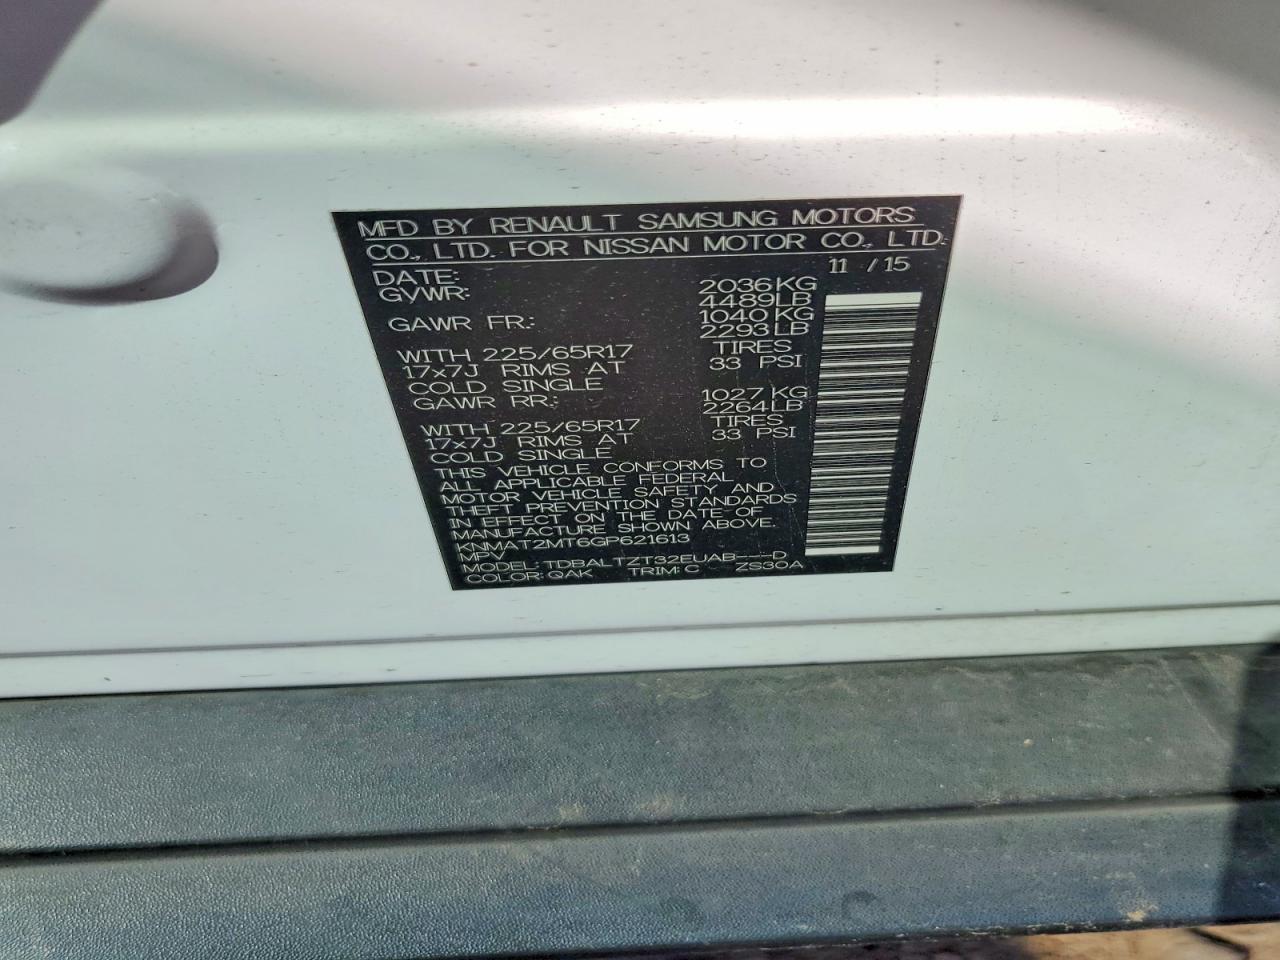 MFD BY RENAULT SAMSUNG MOTORS
CO., LTD. FOR NISSAN MOTOR CO., LTD.
DATE: 11 /15
GVWR: 2036KG
4489LB
GAWR FR.: 1040KG
2293LB
WITH 225/65R17 TIRES
17x7J RIMS AT 33 PSI
COLD SINGLE
GAWR RR.: 1027KG
2264LB
WITH 225/65R17 TIRES
17x7J RIMS AT 33 PSI
COLD SINGLE
THIS VEHICLE CONFORMS TO
ALL APPLICABLE FEDERAL
MOTOR VEHICLE SAFETY AND
THEFT PREVENTION STANDARDS
IN EFFECT ON THE DATE OF
MANUFACTURE SHOWN ABOVE.
KNMAT2MT6GP621613
MPV
MODEL: TDBALTZT32EUAB---D
COLOR: QAK TRIM: C ZS30A